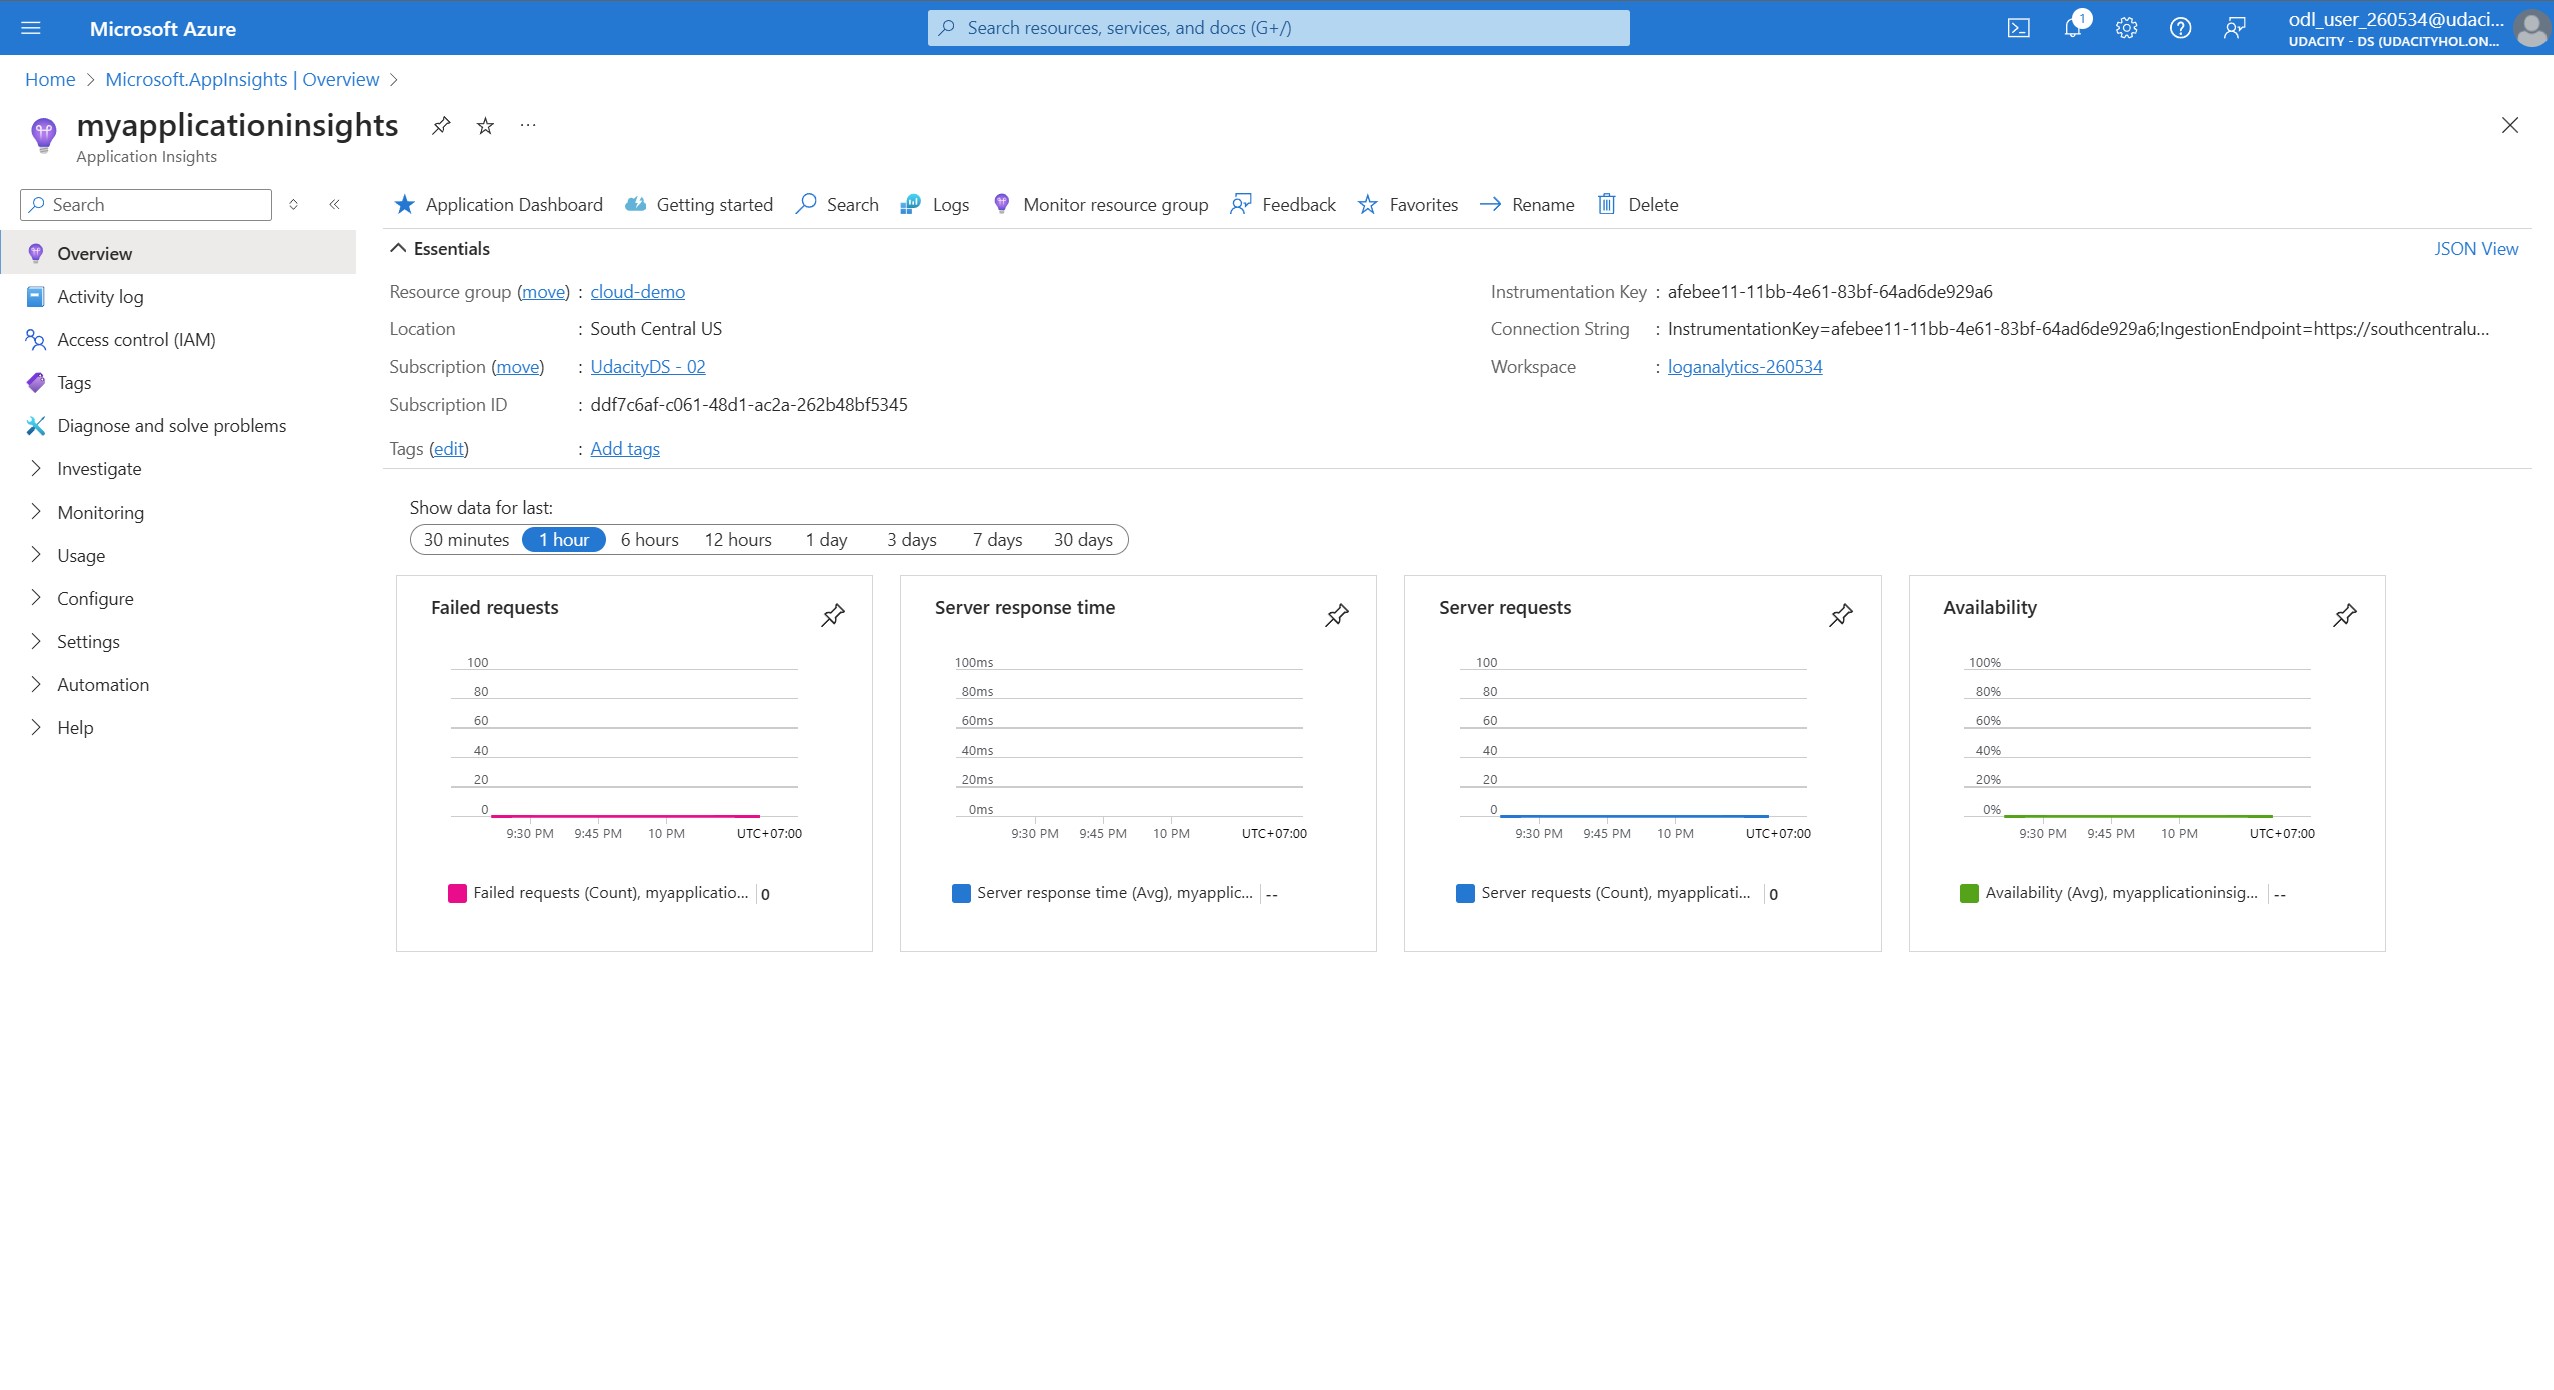 Microsoft Azure
Search resources, services, and docs (G+/)
1
odl_user_260534@udaci...
UDACITY - DS (UDACITYHOL.ON...
Home > Microsoft.AppInsights | Overview >
myapplicationinsights
...
Application Insights
Search
Application Dashboard
Getting started
Search
Logs
Monitor resource group
Feedback
Favorites
Rename
Delete
Overview
Activity log
Access control (IAM)
Tags
Diagnose and solve problems
Investigate
Monitoring
Usage
Configure
Settings
Automation
Help
Essentials
JSON View
Resource group (move) : cloud-demo
Location : South Central US
Subscription (move) : UdacityDS - 02
Subscription ID : ddf7c6af-c061-48d1-ac2a-262b48bf5345
Tags (edit) : Add tags
Instrumentation Key : afebee11-11bb-4e61-83bf-64ad6de929a6
Connection String : InstrumentationKey=afebee11-11bb-4e61-83bf-64ad6de929a6;IngestionEndpoint=https://southcentralu...
Workspace : loganalytics-260534
Show data for last:
30 minutes 1 hour 6 hours 12 hours 1 day 3 days 7 days 30 days
Failed requests
100
80
60
40
20
0
9:30 PM 9:45 PM 10 PM UTC+07:00
Failed requests (Count), myapplicatio... 0
Server response time
100ms
80ms
60ms
40ms
20ms
0ms
9:30 PM 9:45 PM 10 PM UTC+07:00
Server response time (Avg), myapplic... --
Server requests
100
80
60
40
20
0
9:30 PM 9:45 PM 10 PM UTC+07:00
Server requests (Count), myapplicati... 0
Availability
100%
80%
60%
40%
20%
0%
9:30 PM 9:45 PM 10 PM UTC+07:00
Availability (Avg), myapplicationinsig... --